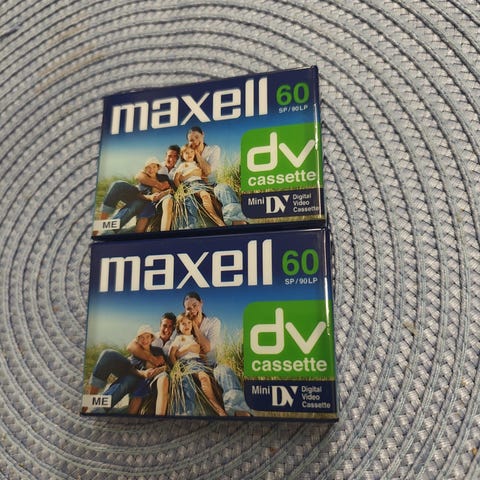 maxell 60
SP/90LP
dv
cassette
Mini DV Digital
Video
Cassette
ME
maxell 60
SP/90LP
dv
cassette
Mini DV Digital
Video
Cassette
ME